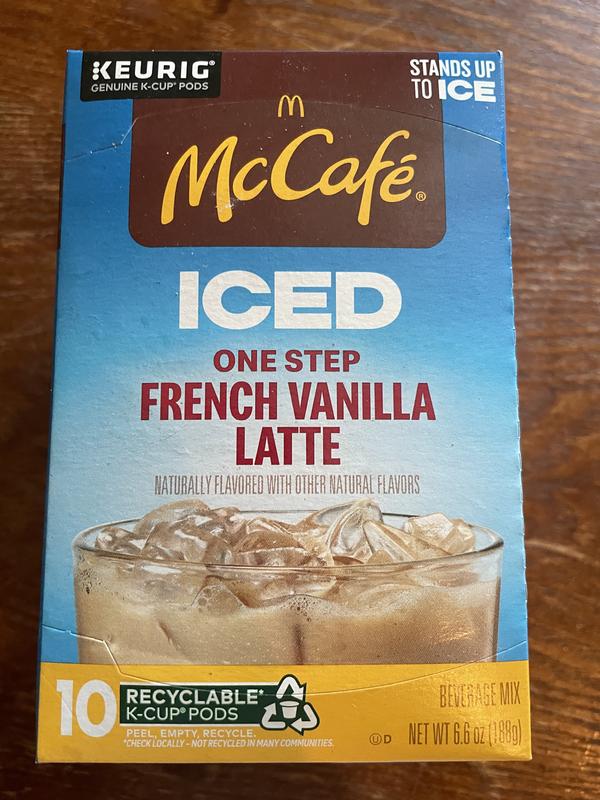 KEURIG®
GENUINE K-CUP® PODS
STANDS UP
TO ICE
McCafé®
ICED
ONE STEP
FRENCH VANILLA
LATTE
NATURALLY FLAVORED WITH OTHER NATURAL FLAVORS
10 RECYCLABLE*
K-CUP® PODS
PEEL, EMPTY, RECYCLE.
*CHECK LOCALLY - NOT RECYCLED IN MANY COMMUNITIES.
BEVERAGE MIX
Ⓤ D NET WT 6.6 oz (188g)